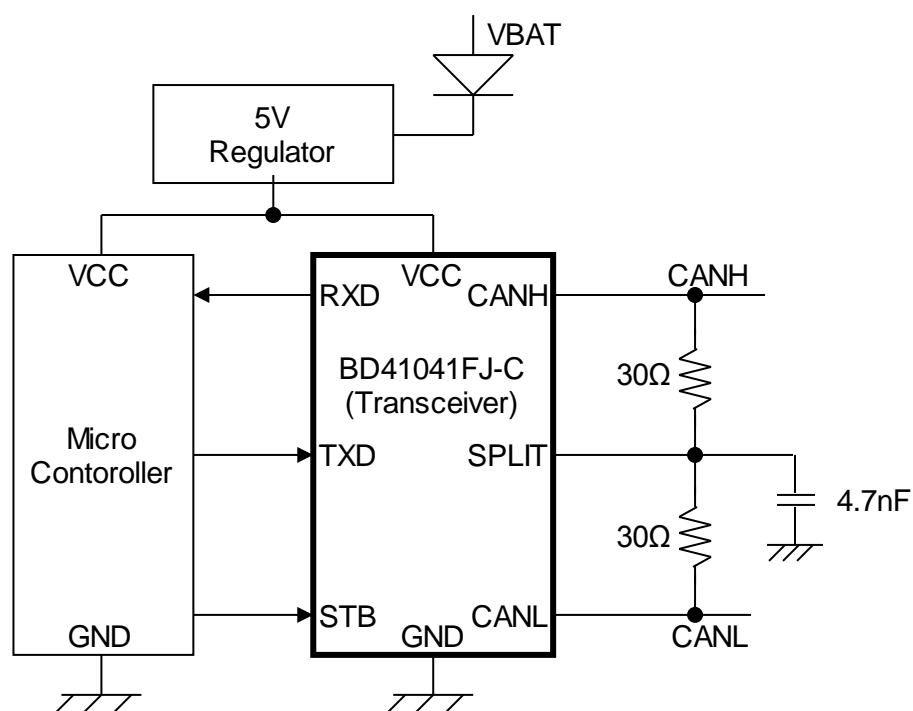 VBAT
5V
Regulator
VCC
VCC
RXD
CANH
CANH
BD41041FJ-C
(Transceiver)
30Ω
Micro
Contoroller
TXD
SPLIT
4.7nF
30Ω
STB
CANL
GND
GND
CANL